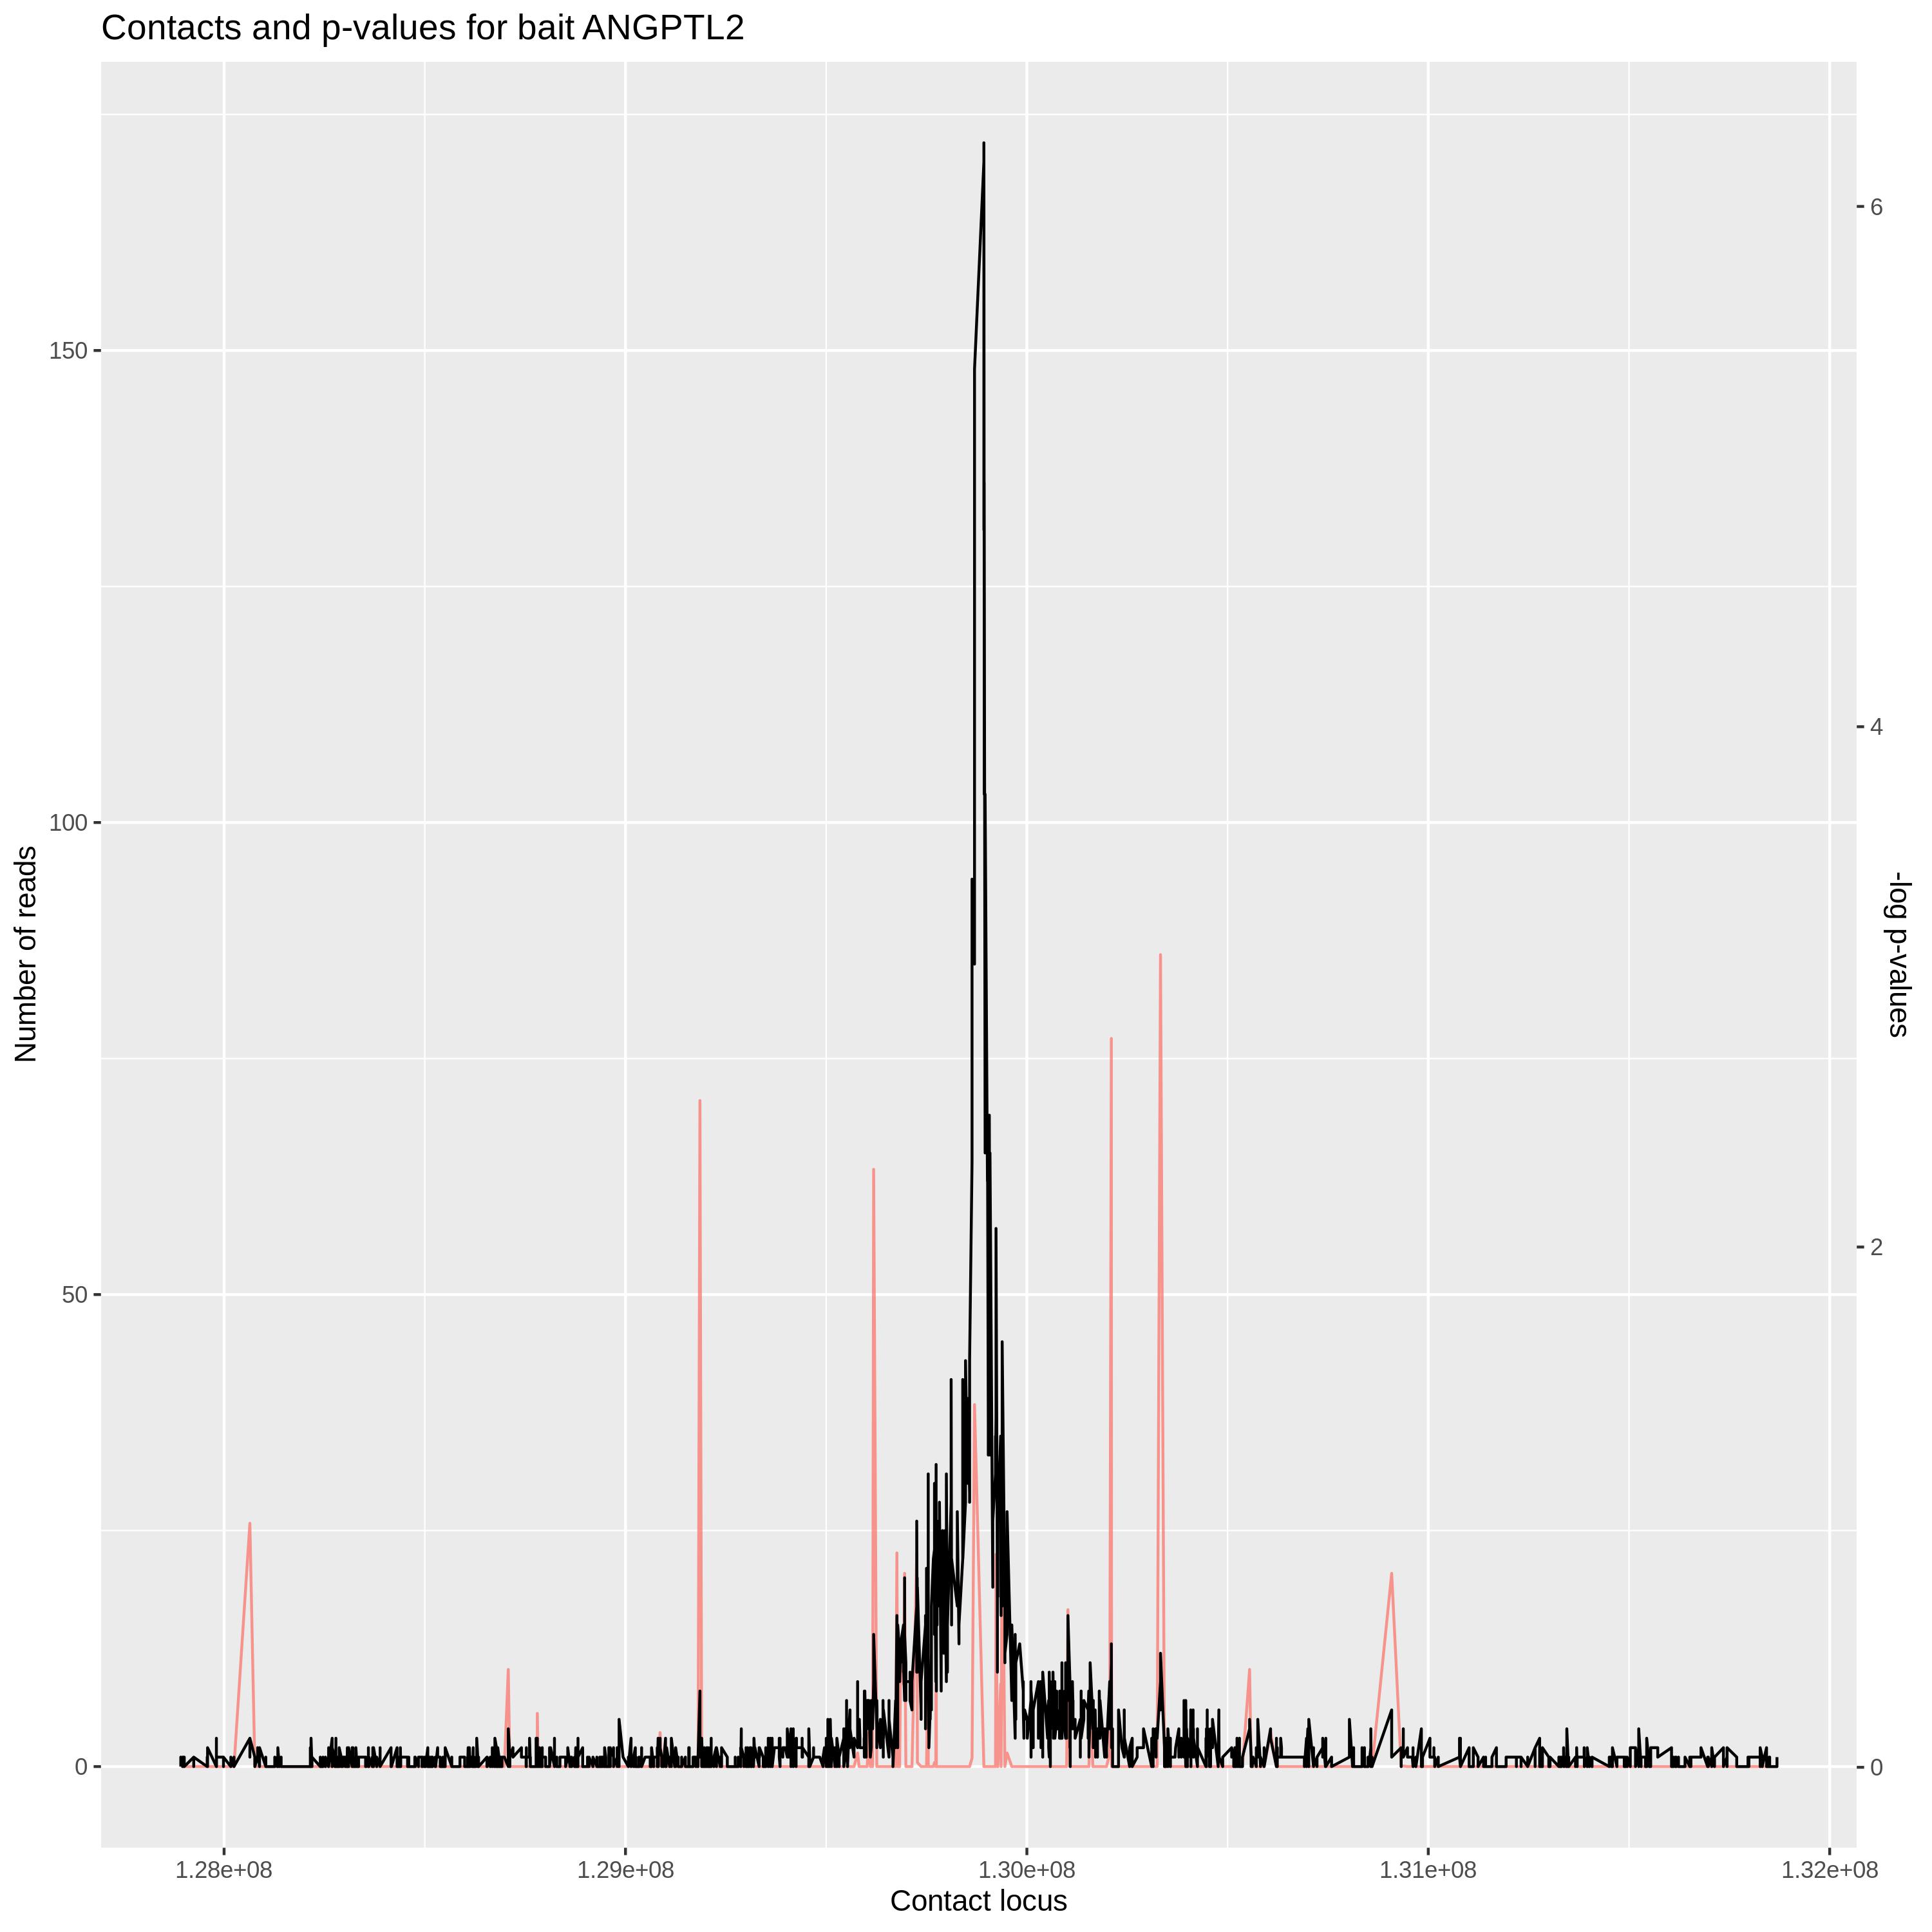 Contacts and p-values for bait ANGPTL2
150
100
50
0
Number of reads
6
4
2
0
-log p-values
1.28e+08
1.29e+08
1.30e+08
1.31e+08
1.32e+08
Contact locus